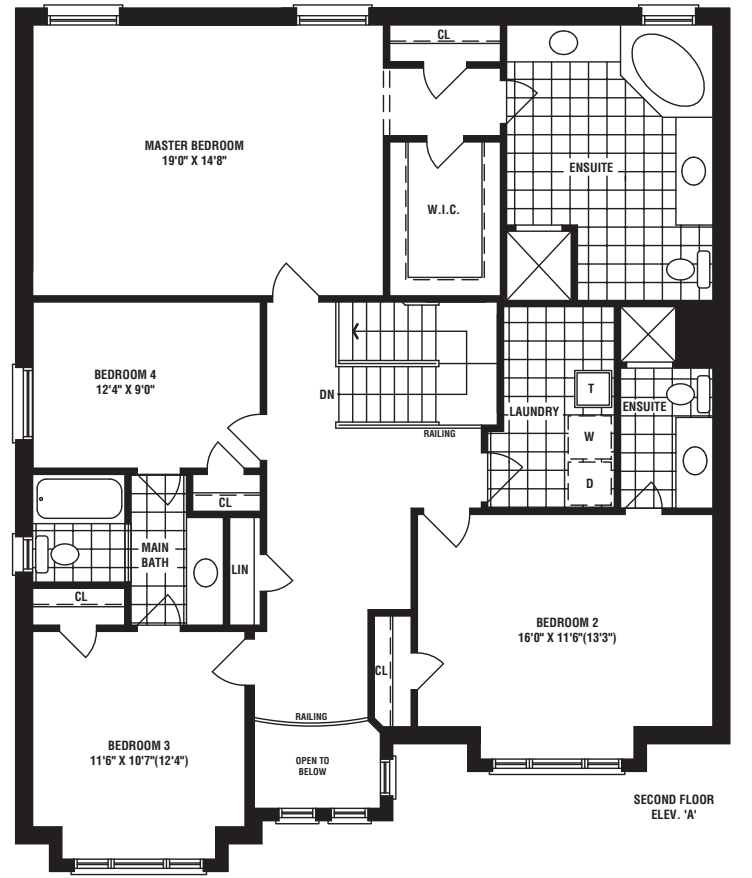 CL
MASTER BEDROOM
19'0" X 14'8"
ENSUITE
W.I.C.
BEDROOM 4
12'4" X 9'0"
DN
T
LAUNDRY
ENSUITE
RAILING
W
D
CL
MAIN
BATH
LIN
CL
BEDROOM 2
16'0" X 11'6"(13'3")
CL
RAILING
BEDROOM 3
11'6" X 10'7"(12'4")
OPEN TO
BELOW
SECOND FLOOR
ELEV. 'A'